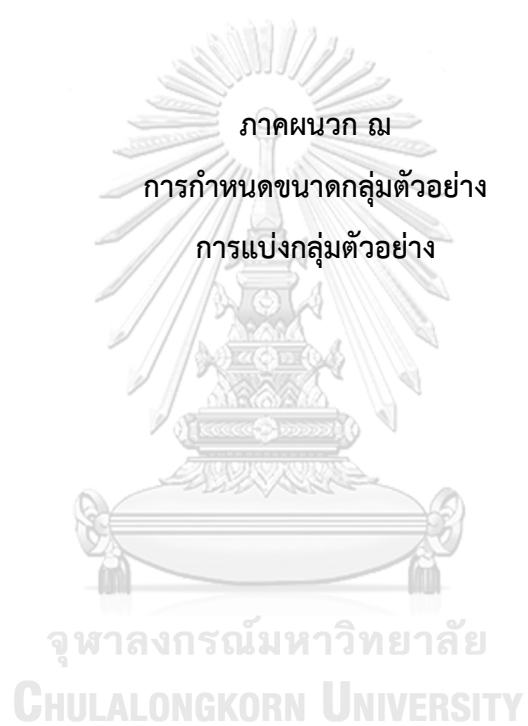 ภาคผนวก ฌ
การกำหนดขนาดกลุ่มตัวอย่าง
การแบ่งกลุ่มตัวอย่าง
จุฬาลงกรณ์มหาวิทยาลัย
CHULALONGKORN UNIVERSITY